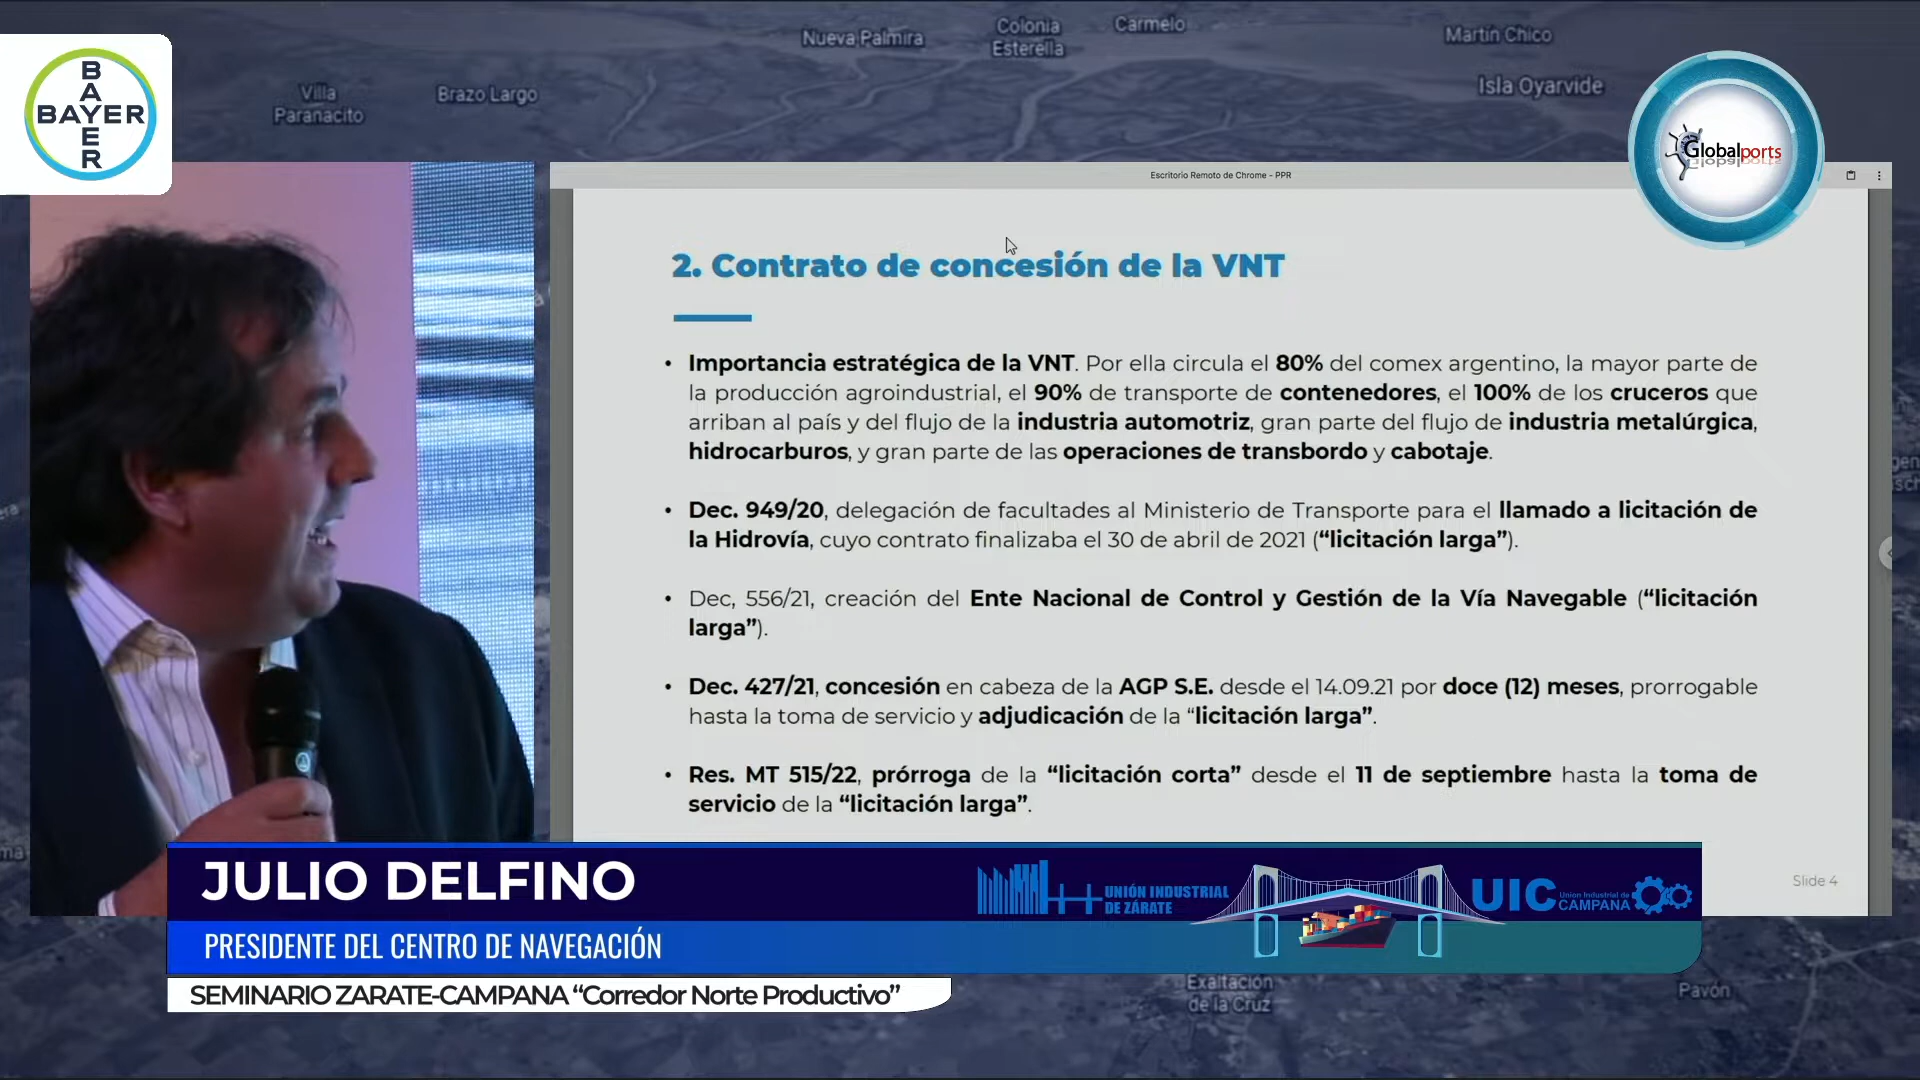 Nueva Palmira
Colonia
Esterella
Carmelo
Martín Chico
Villa
Paranacito
Brazo Largo
Isla Oyarvide
BAYER
BAYER
Globalports
Escritorio Remoto de Chrome - PPR
2. Contrato de concesión de la VNT
• Importancia estratégica de la VNT. Por ella circula el 80% del comex argentino, la mayor parte de
la producción agroindustrial, el 90% de transporte de contenedores, el 100% de los cruceros que
arriban al país y del flujo de la industria automotriz, gran parte del flujo de industria metalúrgica,
hidrocarburos, y gran parte de las operaciones de transbordo y cabotaje.
• Dec. 949/20, delegación de facultades al Ministerio de Transporte para el llamado a licitación de
la Hidrovía, cuyo contrato finalizaba el 30 de abril de 2021 (“licitación larga”).
• Dec, 556/21, creación del Ente Nacional de Control y Gestión de la Vía Navegable (“licitación
larga”).
• Dec. 427/21, concesión en cabeza de la AGP S.E. desde el 14.09.21 por doce (12) meses, prorrogable
hasta la toma de servicio y adjudicación de la “licitación larga”.
• Res. MT 515/22, prórroga de la “licitación corta” desde el 11 de septiembre hasta la toma de
servicio de la “licitación larga”.
Slide 4
JULIO DELFINO
PRESIDENTE DEL CENTRO DE NAVEGACIÓN
UNIÓN INDUSTRIAL
DE ZÁRATE
UIC
Union Industrial de
CAMPANA
SEMINARIO ZARATE-CAMPANA “Corredor Norte Productivo”
Exaltación
de la Cruz
Pavón